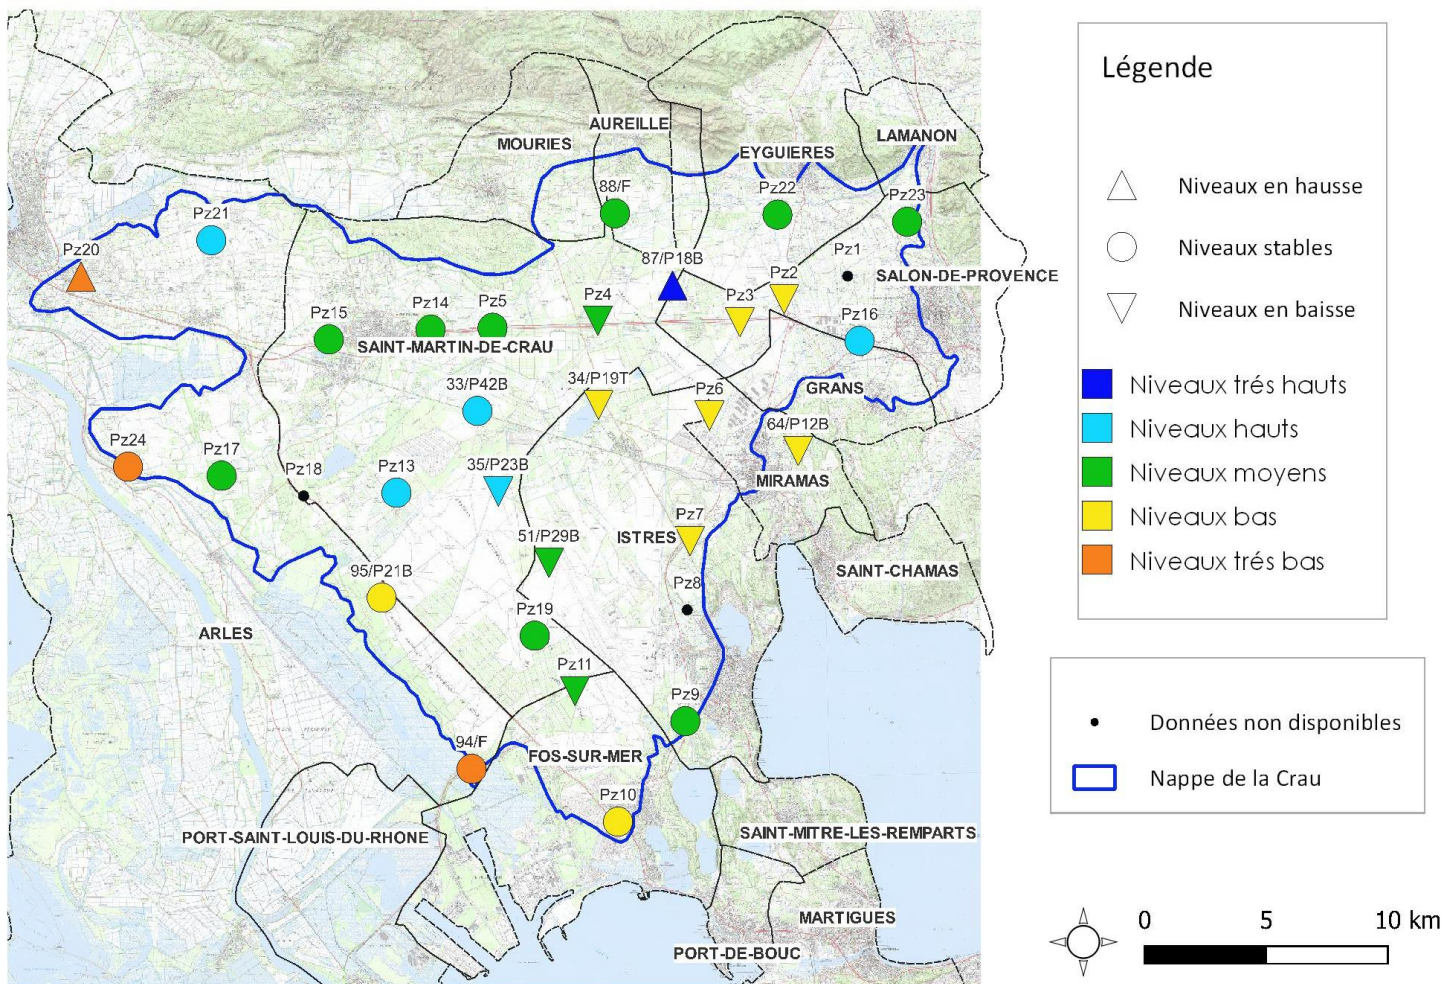 AUREILLE
MOURIES
LAMANON
EYGUIERES
88/F
Pz22
Pz23
Pz21
Pz20
87/P18B
Pz1
Pz2
SALON-DE-PROVENCE
Pz3
Pz4
Pz5
Pz14
Pz15
Pz16
SAINT-MARTIN-DE-CRAU
33/P42B
34/P19T
Pz6
GRANS
64/P12B
Pz24
Pz17
Pz18
Pz13
35/P23B
MIRAMAS
Pz7
ISTRES
51/P29B
95/P21B
SAINT-CHAMAS
Pz8
Pz19
ARLES
Pz11
Pz9
94/F
FOS-SUR-MER
Pz10
PORT-SAINT-LOUIS-DU-RHONE
SAINT-MITRE-LES-REMPARTS
MARTIGUES
PORT-DE-BOUC
Légende
Niveaux en hausse
Niveaux stables
Niveaux en baisse
Niveaux trés hauts
Niveaux hauts
Niveaux moyens
Niveaux bas
Niveaux trés bas
Données non disponibles
Nappe de la Crau
0 5 10 km